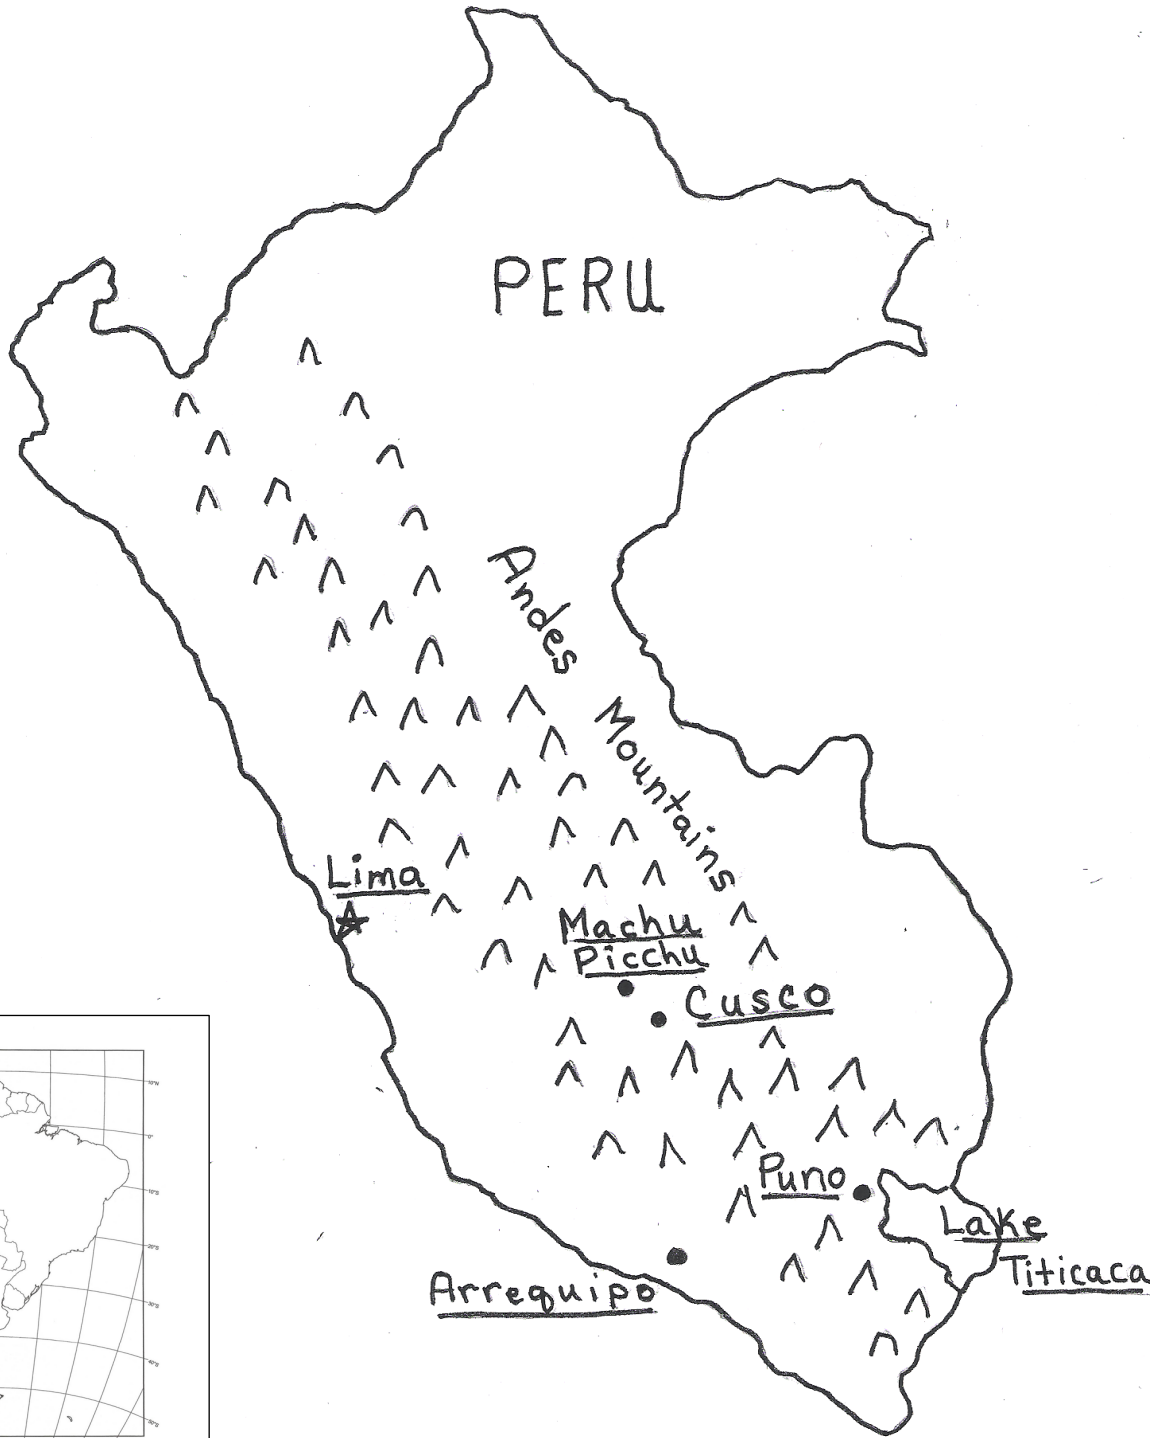 PERU
Andes
Mountains
Lima
Machu
Picchu
Cusco
Puno
Lake
Titicaca
Arrequipo